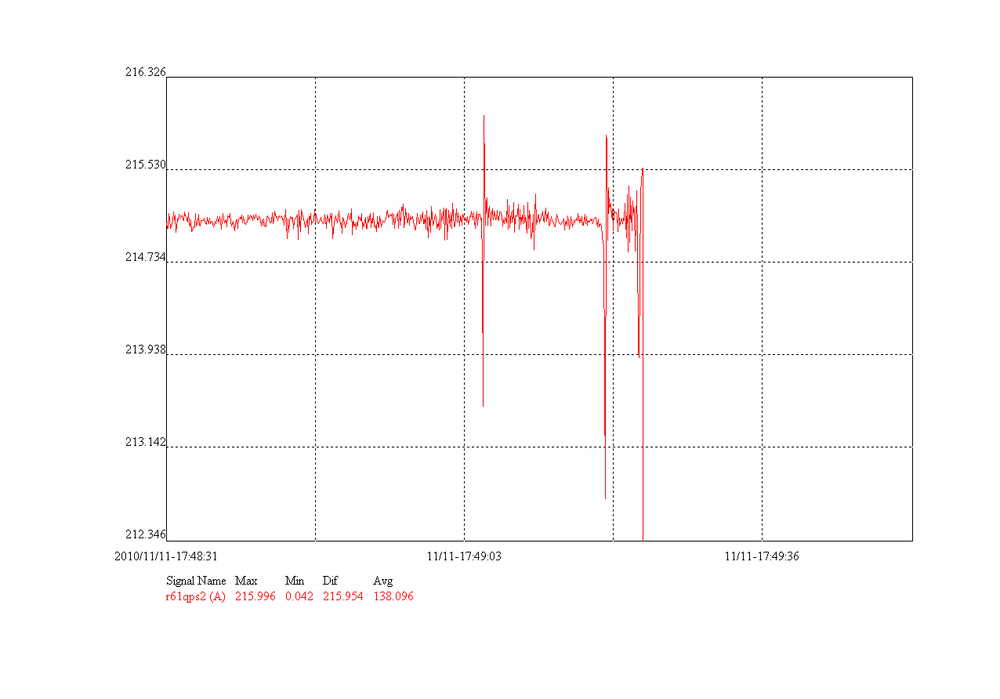 216.326
215.530
214.734
213.938
213.142
212.346
2010/11/11-17:48:31 11/11-17:49:03 11/11-17:49:36
Signal Name Max Min Dif Avg
r61qps2 (A) 215.996 0.042 215.954 138.096